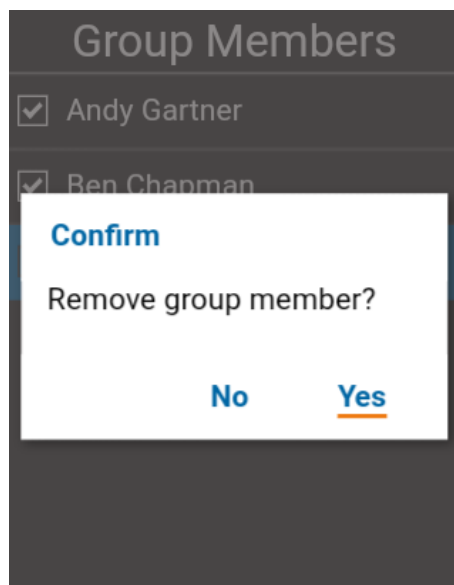 Group Members
Andy Gartner
Ben Chapman
Confirm
Remove group member?
No Yes